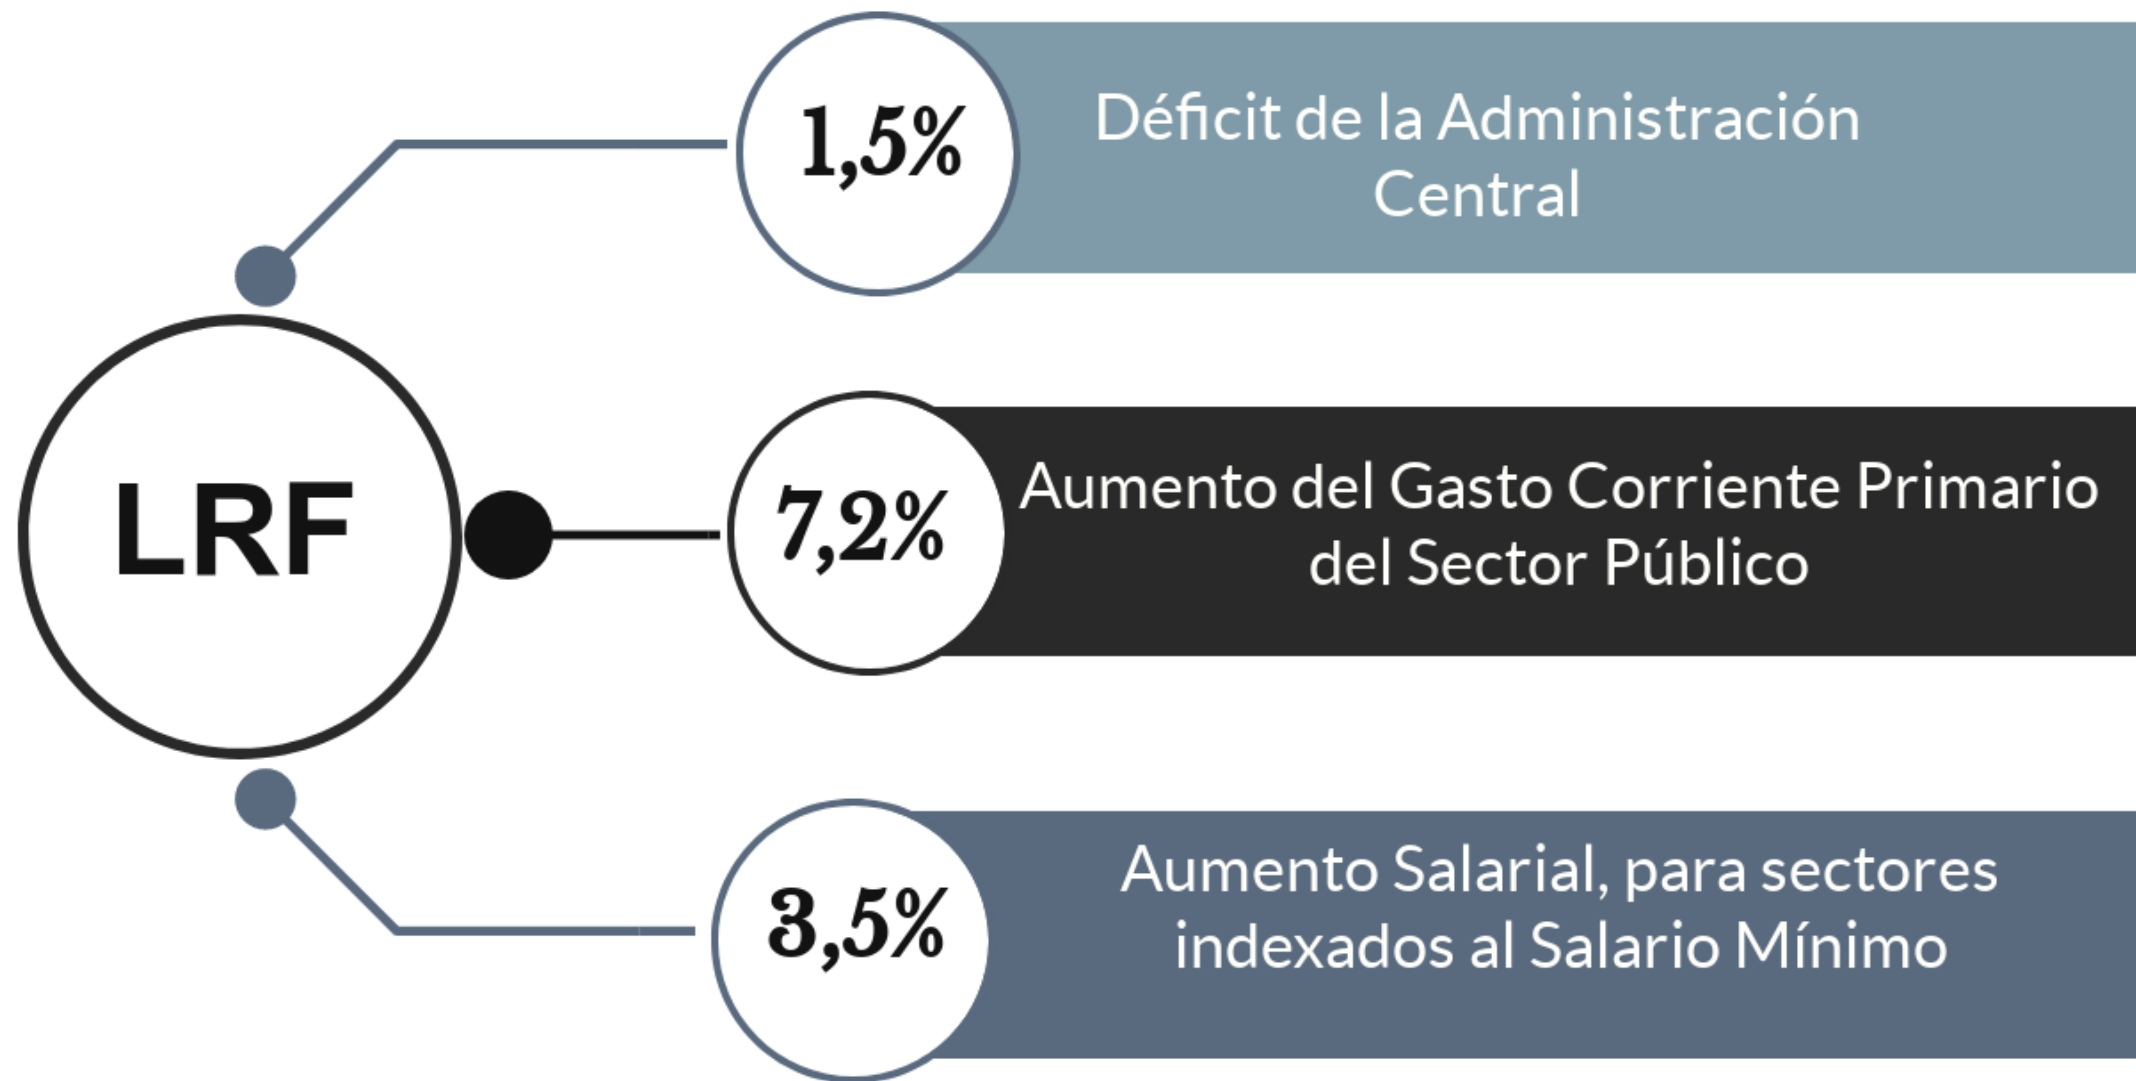 1,5%
Déficit de la Administración
Central
LRF
7,2%
Aumento del Gasto Corriente Primario
del Sector Público
3,5%
Aumento Salarial, para sectores
indexados al Salario Mínimo